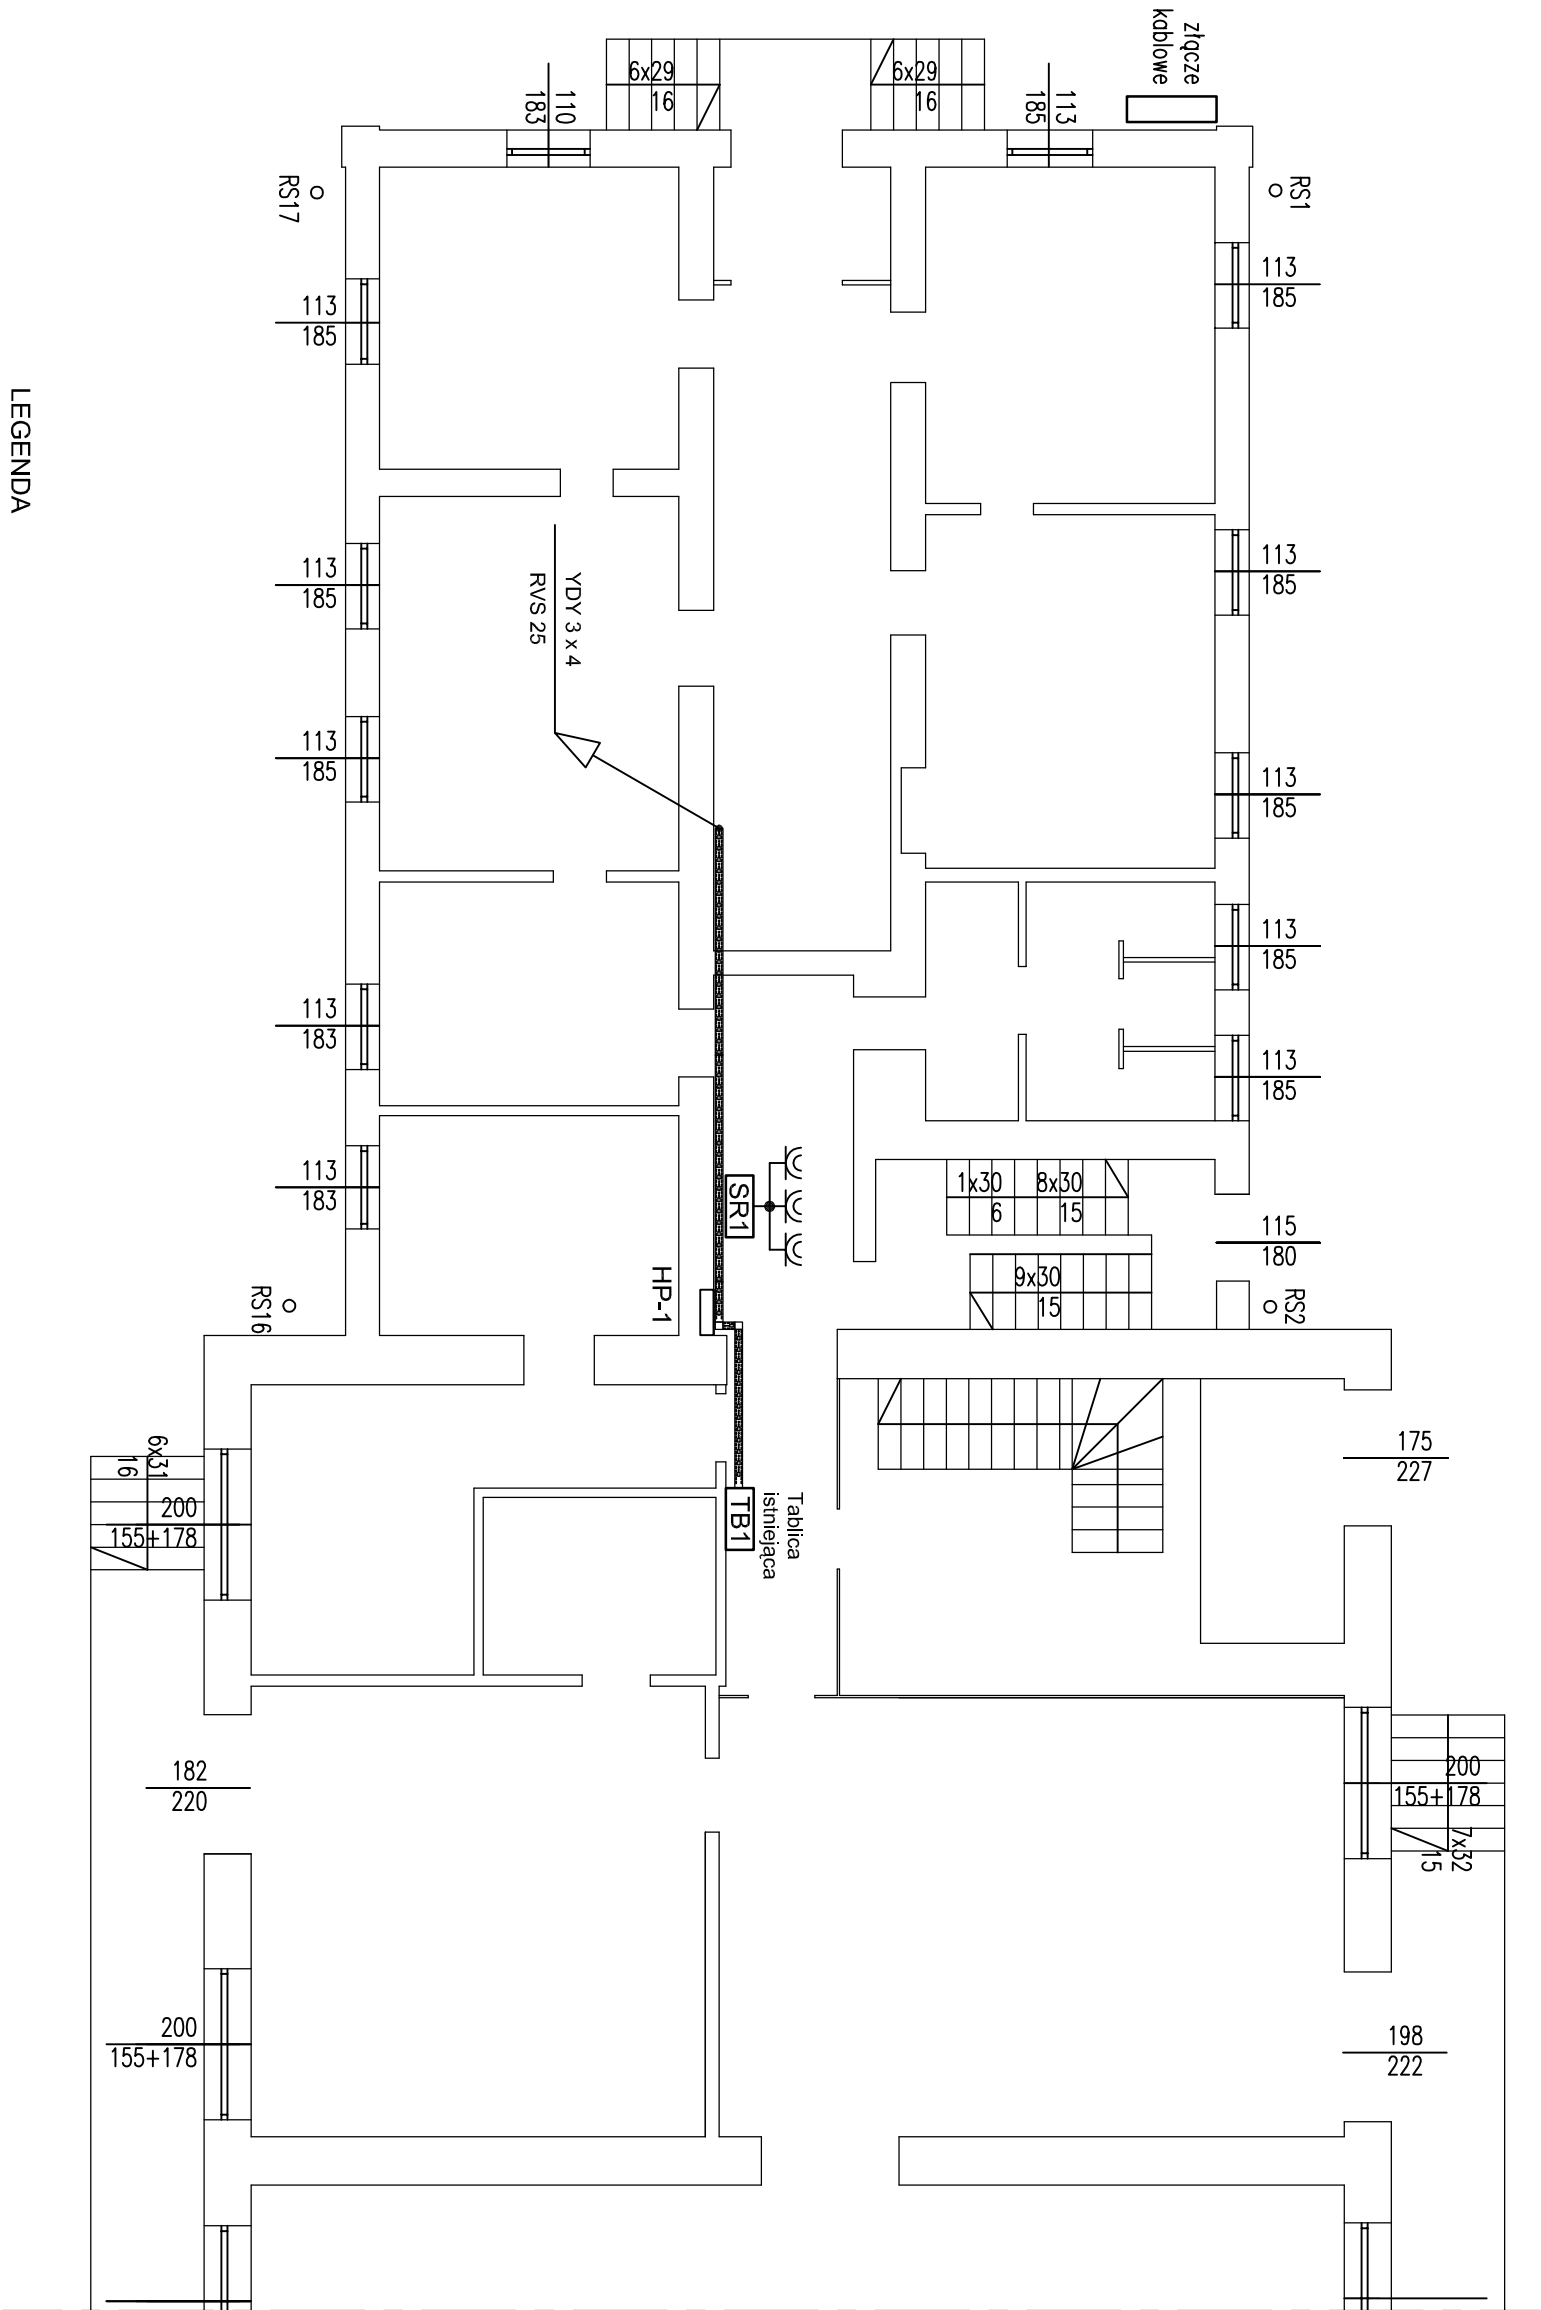 złącze
kablowe
6x29
16
6x29
16
110
183
113
185
RS17
RS1
113
185
113
185
LEGENDA
113
185
113
185
YDY 3 x 4
RVS 25
113
185
113
185
113
185
113
183
113
185
113
183
SR1
1x30
6
8x30
15
115
180
9x30
15
HP-1
RS16
RS2
175
227
6x31
16
200
155+178
TB1
Tablica
istniejąca
182
220
200
155+178
7x32
15
200
155+178
198
222